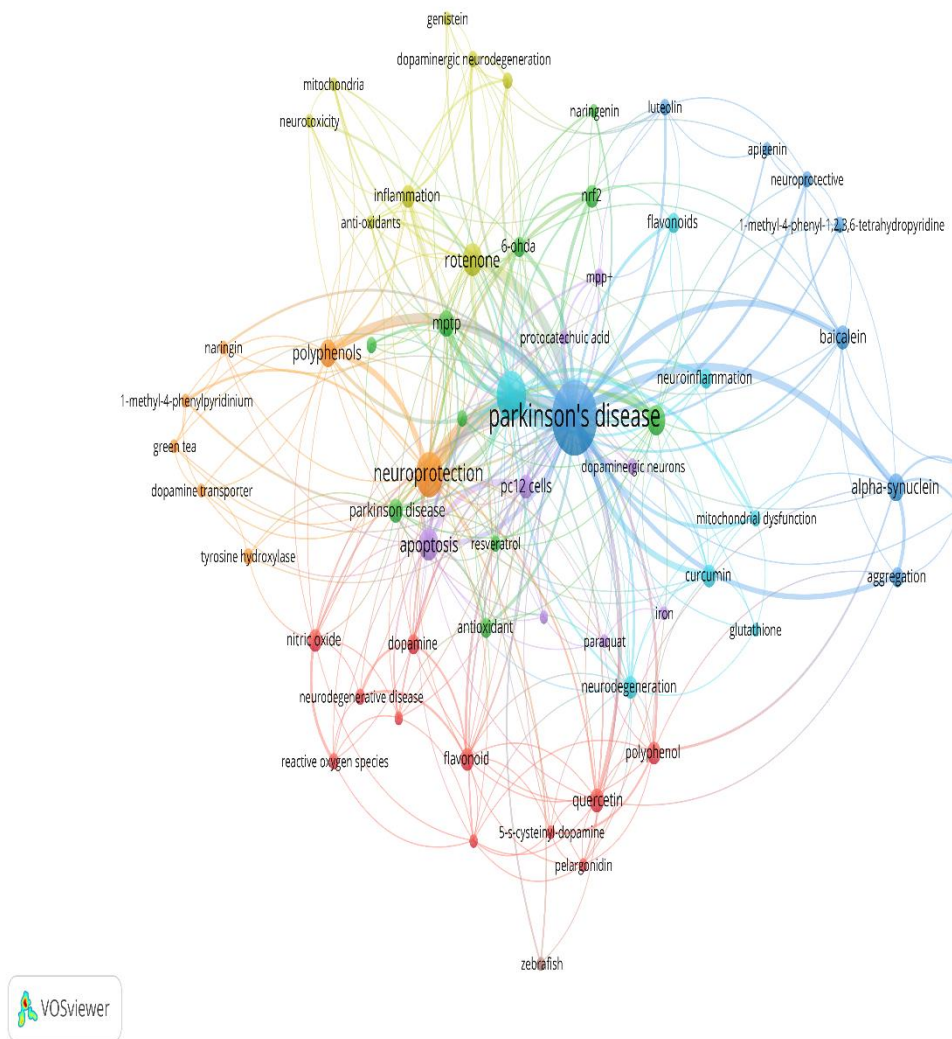 genistein
dopaminergic neurodegeneration
mitochondria
neurotoxicity
naringenin
luteolin
apigenin
neuroprotective
inflammation
nrf2
anti-oxidants
flavonoids
1-methyl-4-phenyl-1,2,3,6-tetrahydropyridine
6-ohda
rotenone
mpp+
mptp
protocatechuic acid
baicalein
naringin
polyphenols
neuroinflammation
1-methyl-4-phenylpyridinium
parkinson's disease
green tea
neuroprotection
dopaminergic neurons
dopamine transporter
pc12 cells
alpha-synuclein
parkinson disease
mitochondrial dysfunction
tyrosine hydroxylase
apoptosis
resveratrol
curcumin
aggregation
nitric oxide
dopamine
antioxidant
iron
paraquat
glutathione
neurodegenerative disease
neurodegeneration
reactive oxygen species
flavonoid
polyphenol
quercetin
5-s-cysteinyl-dopamine
pelargonidin
zebrafish
VOSviewer